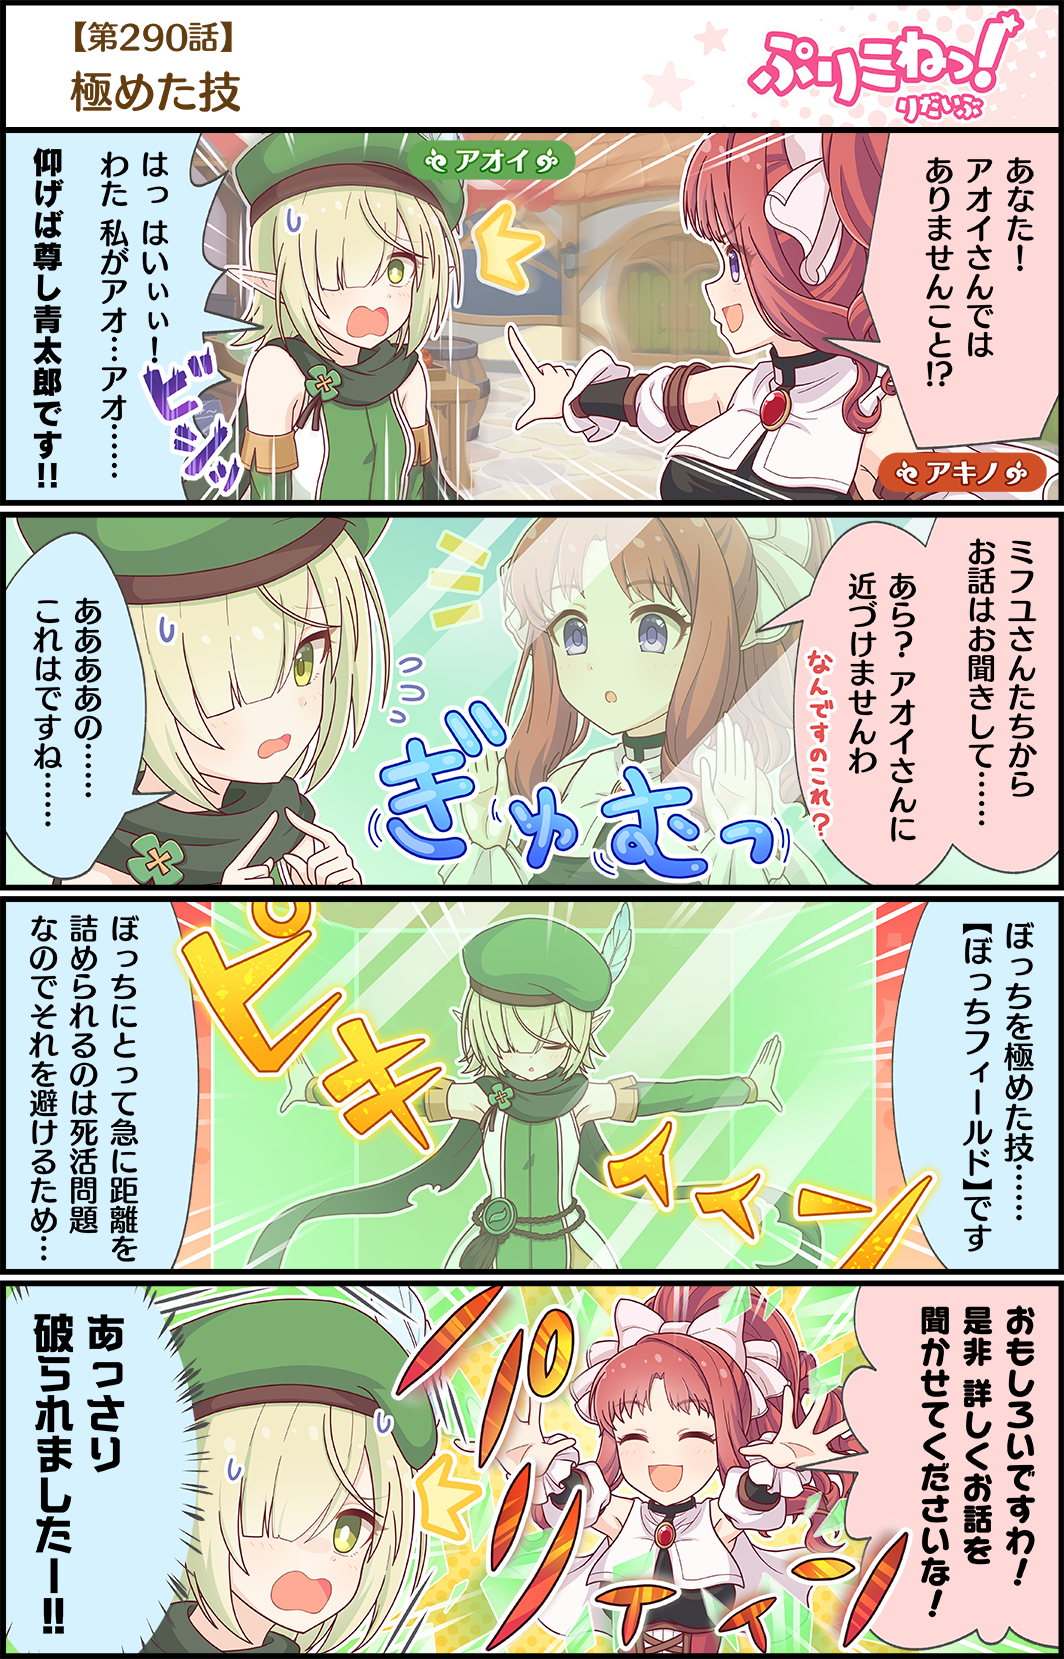 【第290話】
極めた技
ぷりこねっ!
りだいぶ
あなた！
アオイさんでは
ありませんこと!?
アキノ
アオイ
はっ はいぃぃ！
わた 私がアオ…アオ……
仰げば尊し青太郎です!!
ビシッ
ミフユさんたちから
お話はお聞きして……
あら？ アオイさんに
近づけませんわ
なんですのこれ？
ぎゅむっ
ああああの……
これはですね……
ぼっちを極めた技……
【ぼっちフィールド】です
ピキィィーン
ぼっちにとって急に距離を
詰められるのは死活問題
なのでそれを避けるため…
おもしろいですわ！
是非 詳しくお話を
聞かせてくださいな！
パリィィーン
あっさり
破られましたー!!